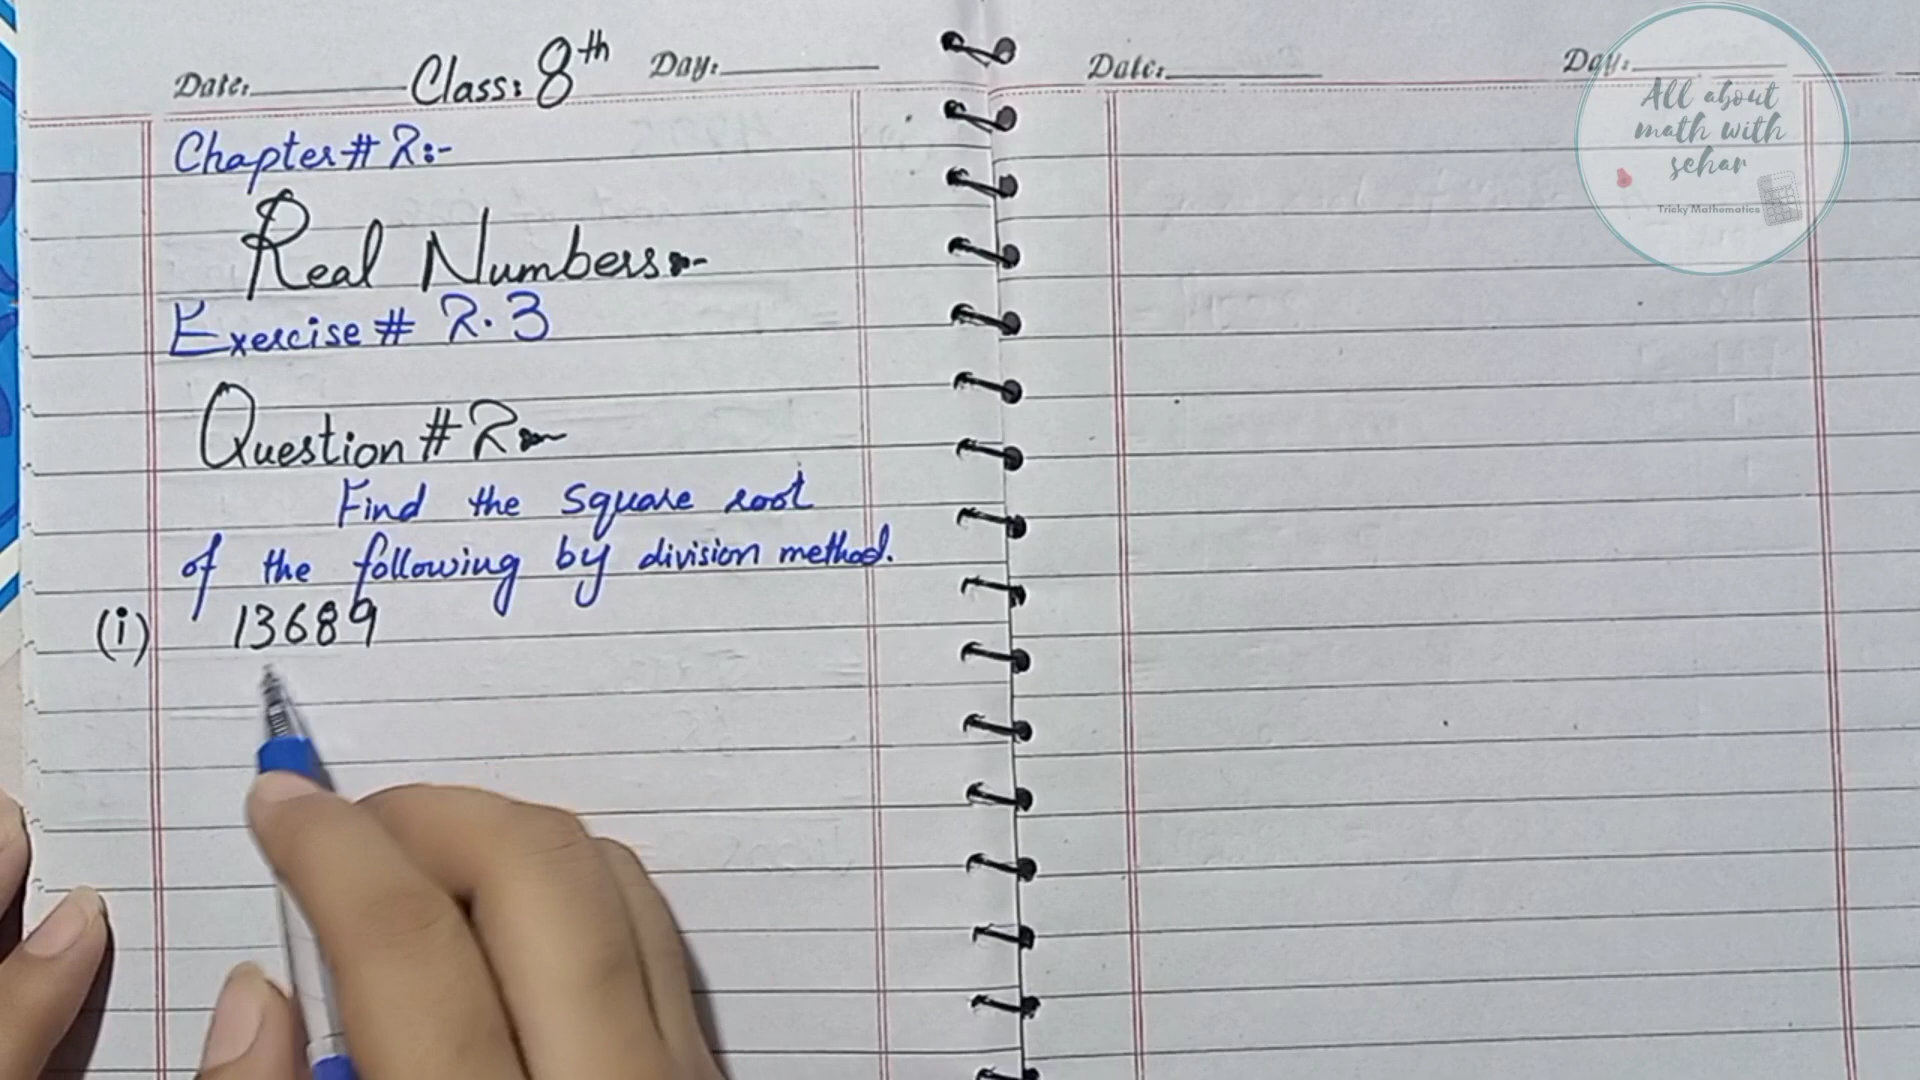 Date: Class: 8th Day:
Chapter # 2:-
Real Numbers:-
Exercise # 2.3
Question # 2:-
Find the square root
of the following by division method.
(i) 13689
Date: Day:
All about
math with
sehar
Tricky Mathematics